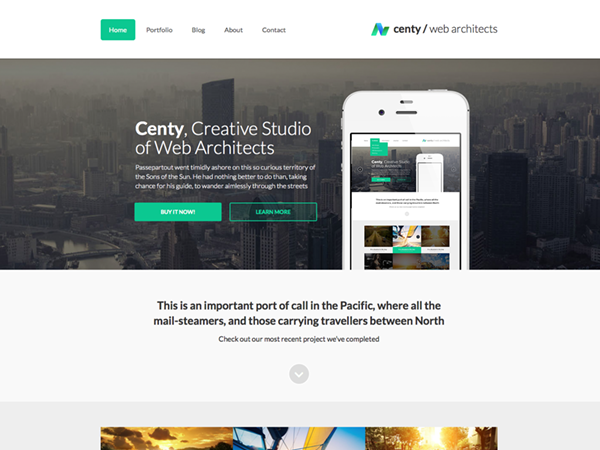 Home Portfolio Blog About Contact
centy / web architects
Centy, Creative Studio
of Web Architects
Passepartout went timidly ashore on this so curious territory of
the Sons of the Sun. He had nothing better to do than, taking
chance for his guide, to wander aimlessly through the streets
BUY IT NOW! LEARN MORE
This is an important port of call in the Pacific, where all the
mail-steamers, and those carrying travellers between North
Check out our most recent project we've completed